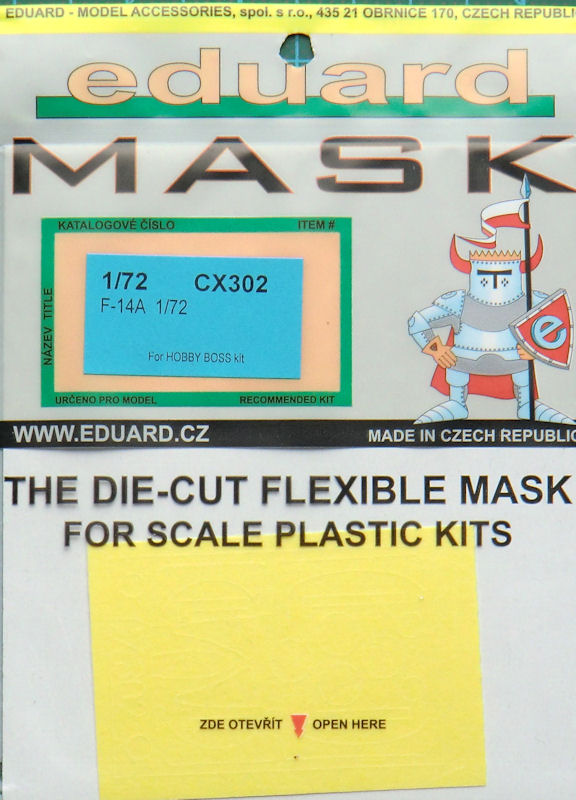 EDUARD - MODEL ACCESSORIES, spol. s r.o., 435 21 OBRNICE 170, CZECH REPUBLI
eduard
MASK
KATALOGOVÉ ČÍSLO ITEM #
NÁZEV TITLE
1/72 CX302
F-14A 1/72
For HOBBY BOSS kit
URČENO PRO MODEL RECOMMENDED KIT
e
WWW.EDUARD.CZ MADE IN CZECH REPUBLIC
THE DIE-CUT FLEXIBLE MASK
FOR SCALE PLASTIC KITS
ZDE OTEVŘÍT OPEN HERE